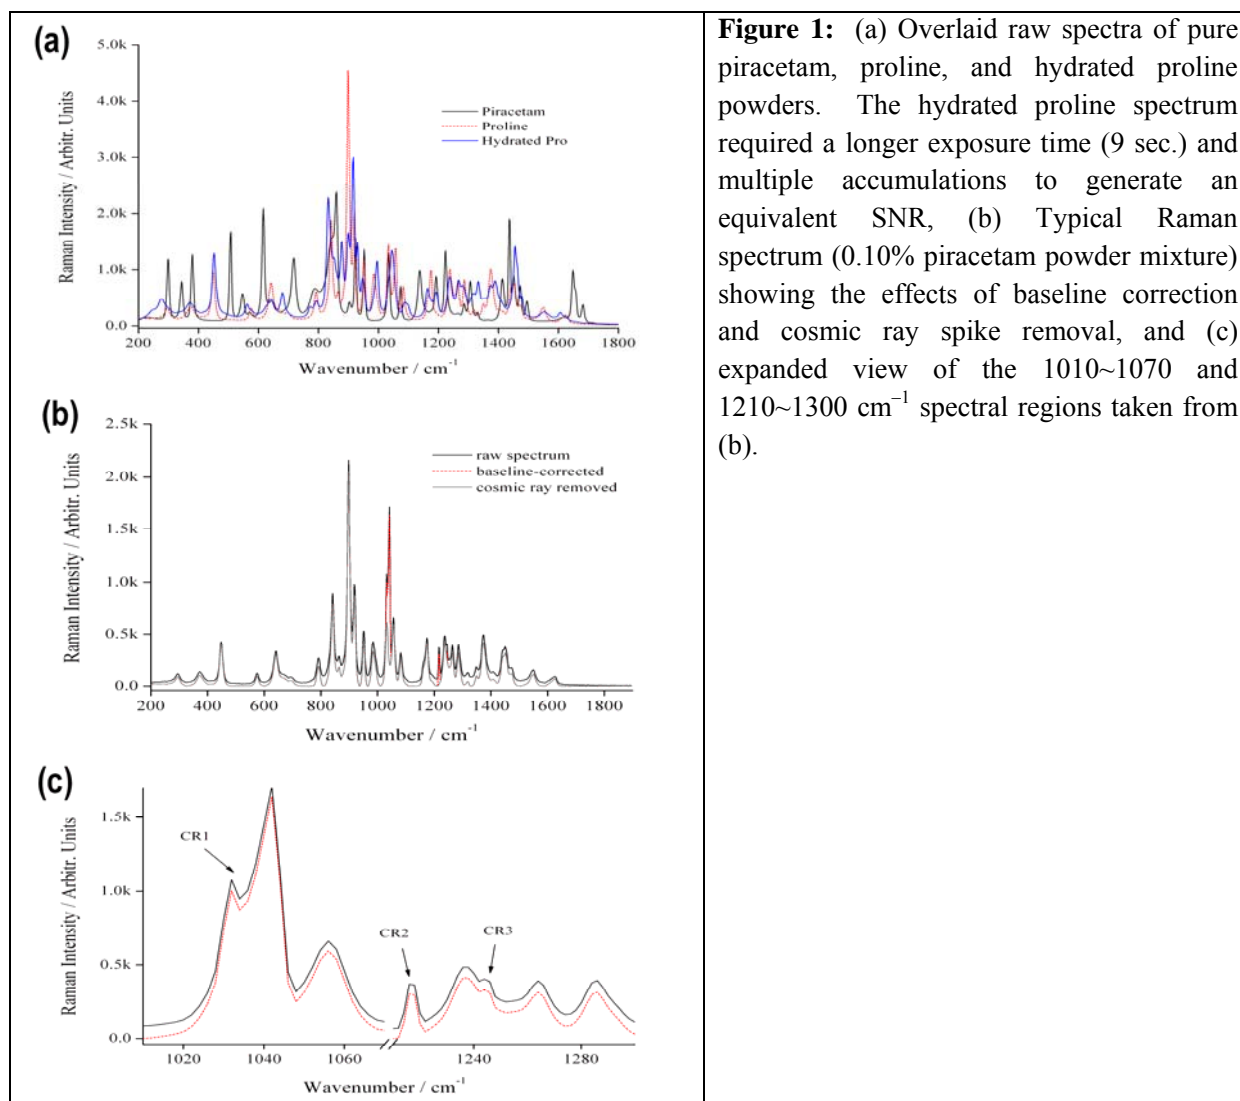 (a)
5.0k
4.0k
3.0k
2.0k
1.0k
0.0
Raman Intensity / Arbitr. Units
Piracetam
Proline
Hydrated Pro
200 400 600 800 1000 1200 1400 1600 1800
Wavenumber / cm⁻¹
(b)
2.5k
2.0k
1.5k
1.0k
0.5k
0.0
Raman Intensity / Arbitr. Units
raw spectrum
baseline-corrected
cosmic ray removed
200 400 600 800 1000 1200 1400 1600 1800
Wavenumber / cm⁻¹
(c)
1.5k
1.0k
0.5k
0.0
Raman Intensity / Arbitr. Units
CR1
CR2
CR3
1020 1040 1060 1240 1280
Wavenumber / cm⁻¹
Figure 1: (a) Overlaid raw spectra of pure
piracetam, proline, and hydrated proline
powders. The hydrated proline spectrum
required a longer exposure time (9 sec.) and
multiple accumulations to generate an
equivalent SNR, (b) Typical Raman
spectrum (0.10% piracetam powder mixture)
showing the effects of baseline correction
and cosmic ray spike removal, and (c)
expanded view of the 1010~1070 and
1210~1300 cm⁻¹ spectral regions taken from
(b).